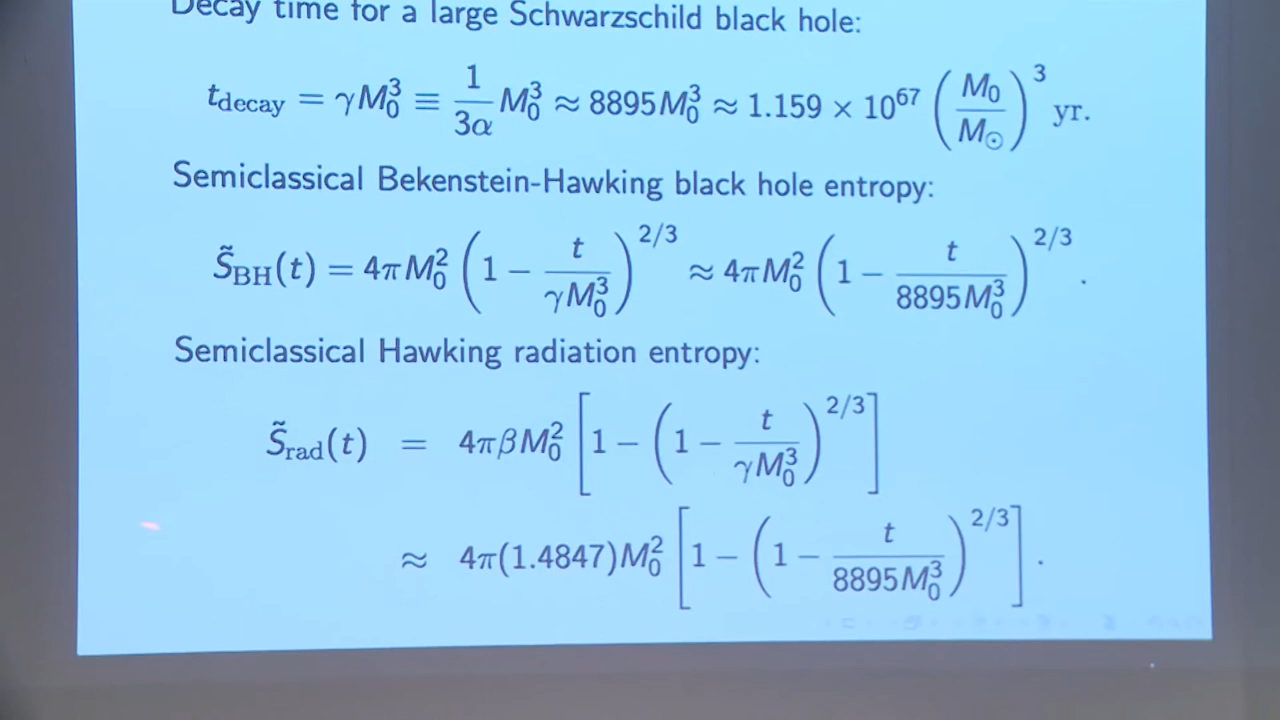 Decay time for a large Schwarzschild black hole:
t_decay = γM₀³ ≡ 1/(3α) M₀³ ≈ 8895M₀³ ≈ 1.159 × 10⁶⁷ (M₀/M⊙)³ yr.
Semiclassical Bekenstein-Hawking black hole entropy:
S̃_BH(t) = 4πM₀² (1 − t/(γM₀³))^(2/3) ≈ 4πM₀² (1 − t/(8895M₀³))^(2/3) .
Semiclassical Hawking radiation entropy:
S̃_rad(t) = 4πβM₀² [1 − (1 − t/(γM₀³))^(2/3)]
≈ 4π(1.4847)M₀² [1 − (1 − t/(8895M₀³))^(2/3)] .